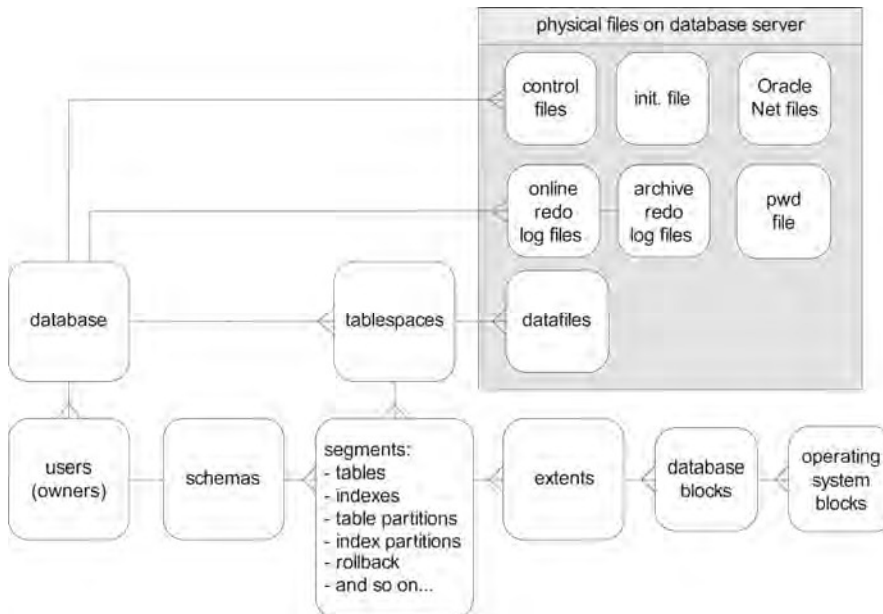 physical files on database server
control
files
init. file
Oracle
Net files
online
redo
log files
archive
redo
log files
pwd
file
database
tablespaces
datafiles
users
(owners)
schemas
segments:
- tables
- indexes
- table partitions
- index partitions
- rollback
- and so on...
extents
database
blocks
operating
system
blocks